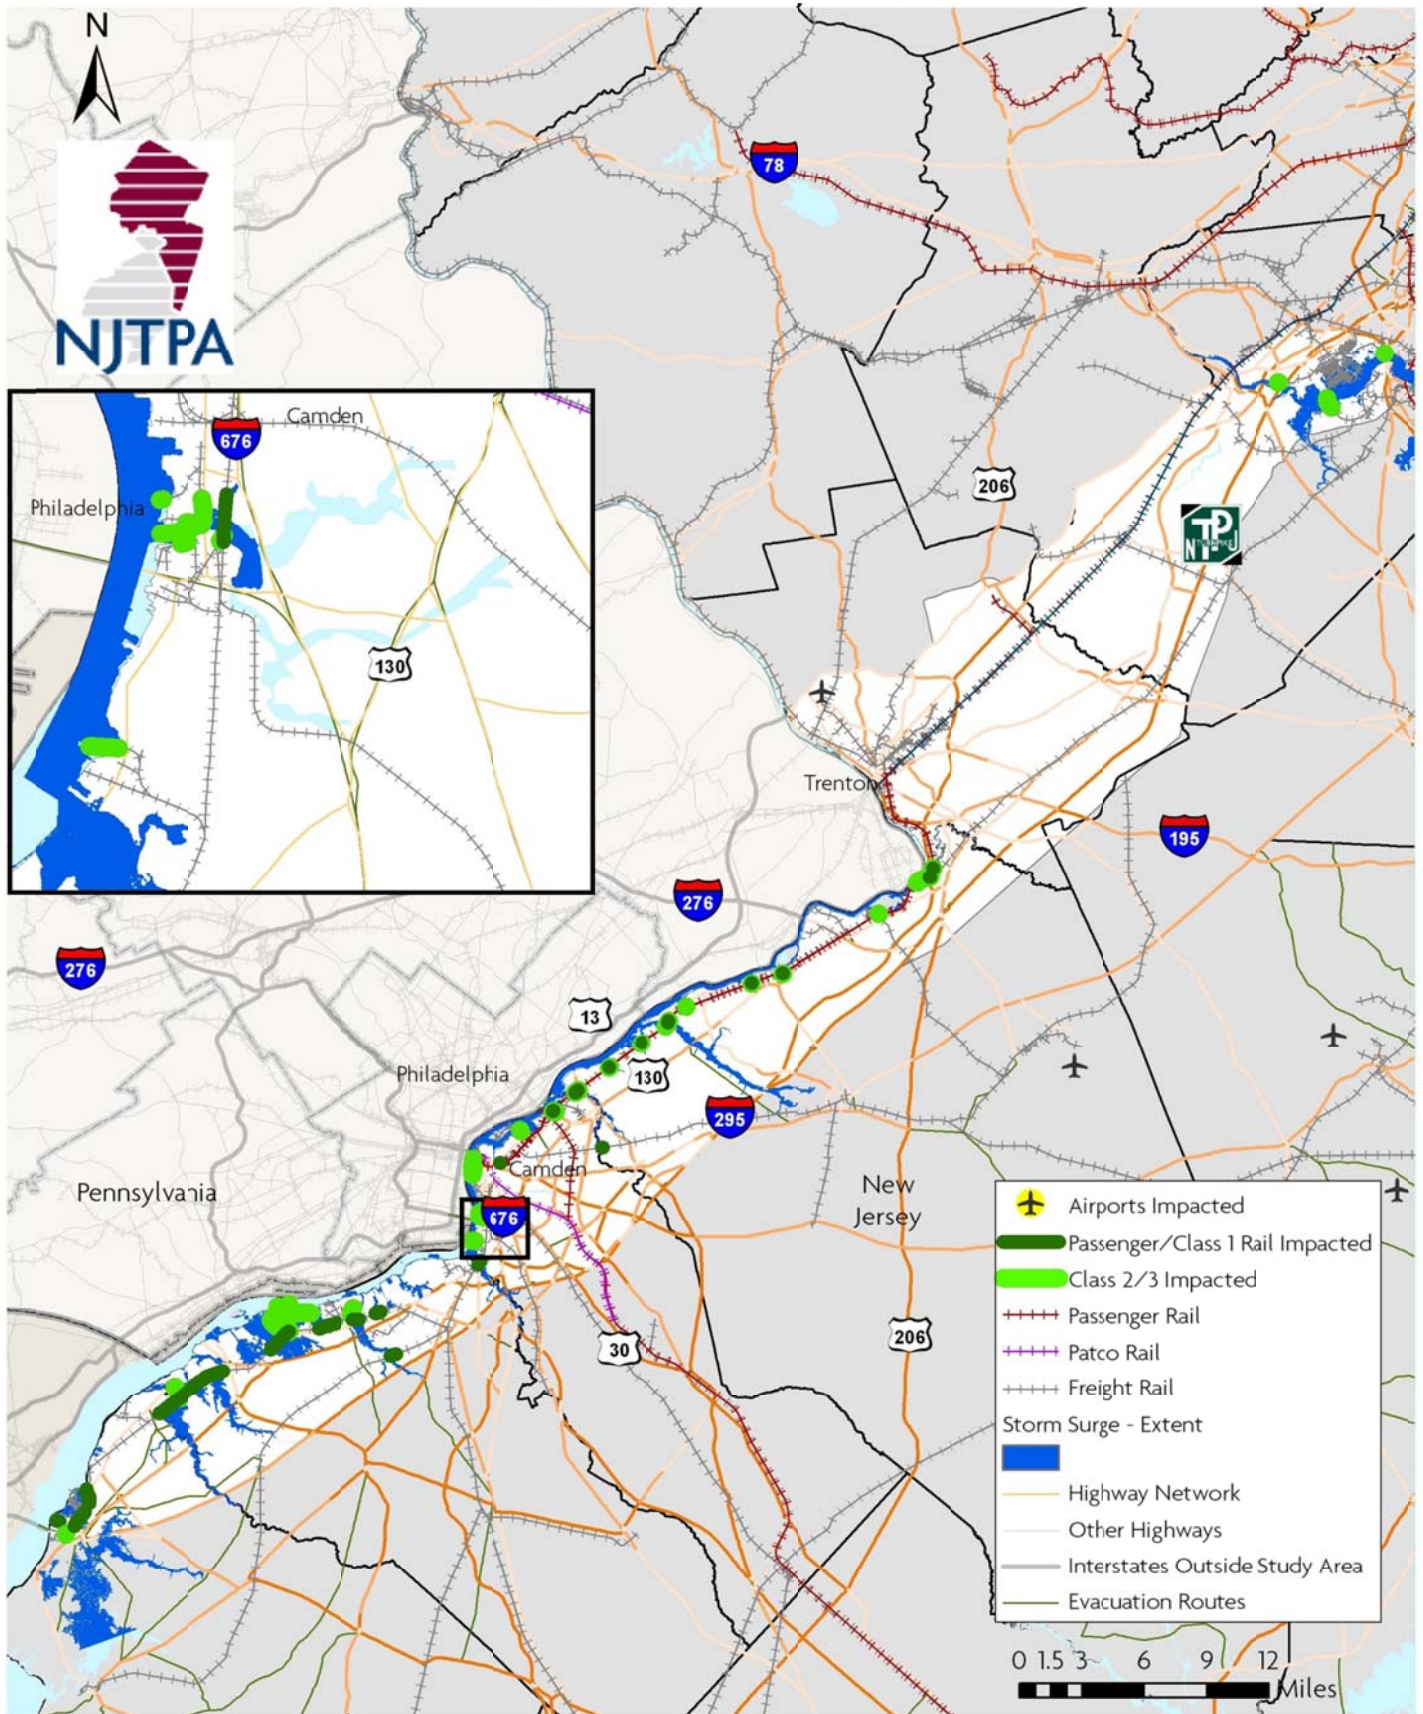 N
NJTPA
78
206
N TP J
TURNPIKE
Camden
676
Philadelphia
130
Trenton
195
276
276
13
Philadelphia
130
295
Camden
Pennsylvania
676
New
Jersey
30
206
Airports Impacted
Passenger/Class 1 Rail Impacted
Class 2/3 Impacted
Passenger Rail
Patco Rail
Freight Rail
Storm Surge - Extent
Highway Network
Other Highways
Interstates Outside Study Area
Evacuation Routes
0 1.5 3 6 9 12
Miles